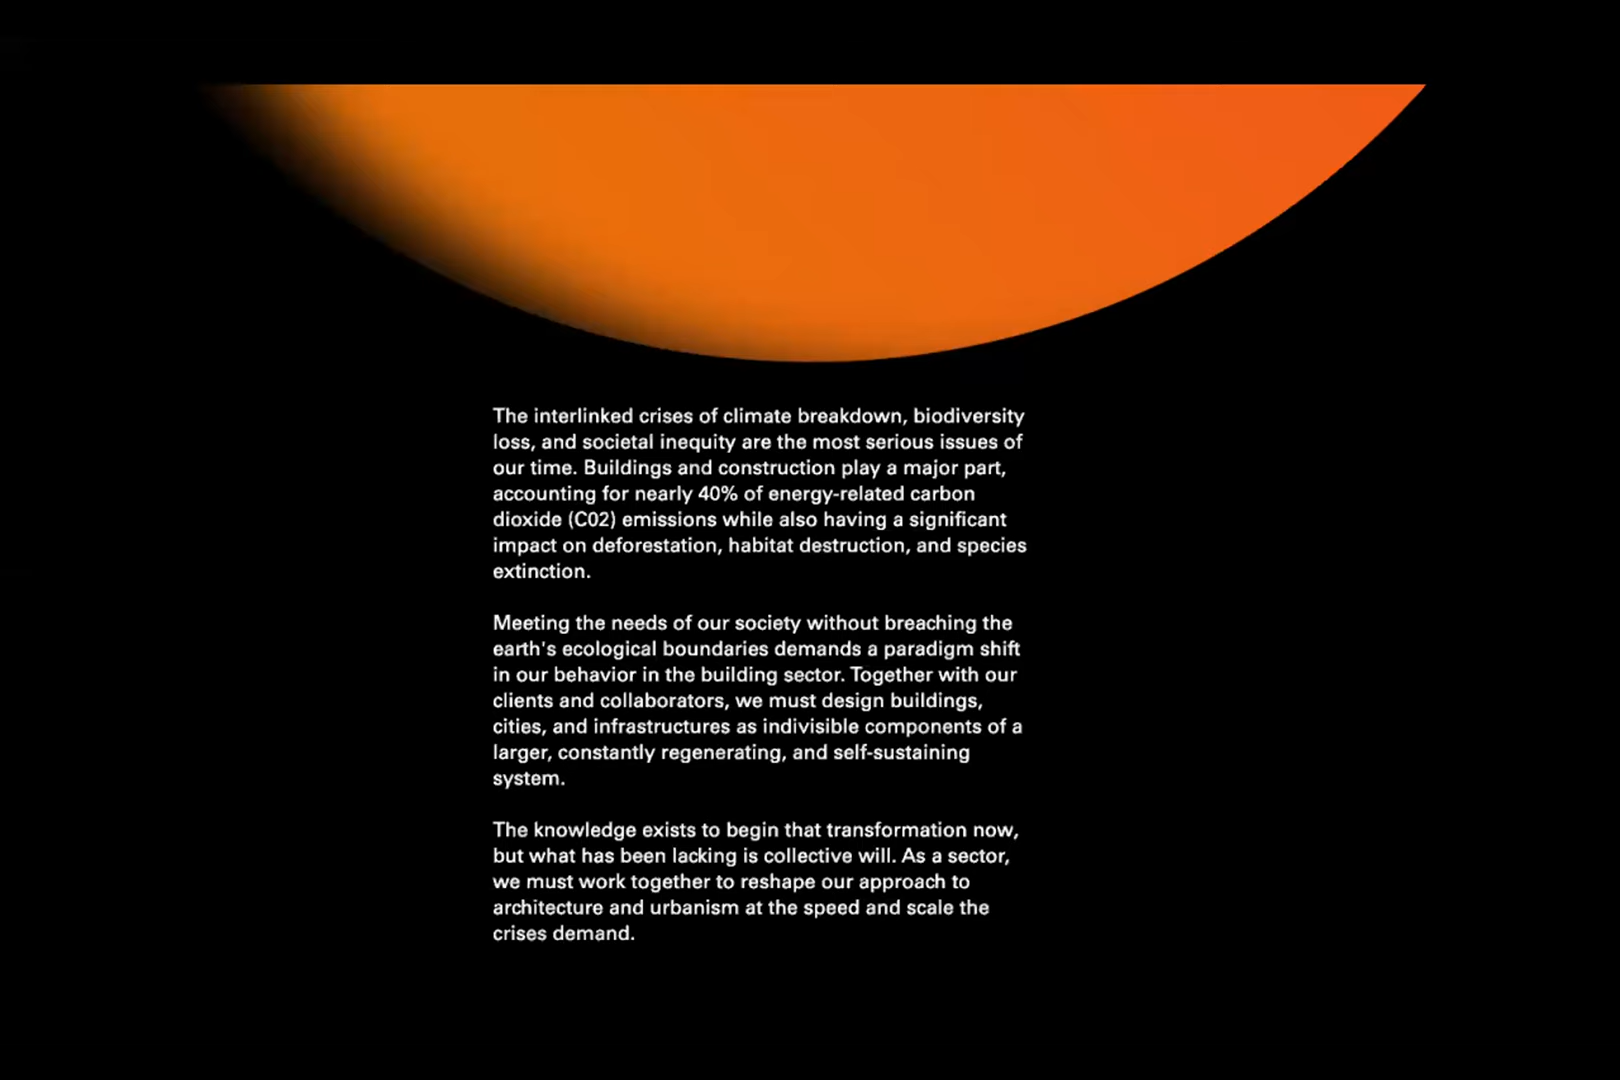 The interlinked crises of climate breakdown, biodiversity
loss, and societal inequity are the most serious issues of
our time. Buildings and construction play a major part,
accounting for nearly 40% of energy-related carbon
dioxide (C02) emissions while also having a significant
impact on deforestation, habitat destruction, and species
extinction.
Meeting the needs of our society without breaching the
earth's ecological boundaries demands a paradigm shift
in our behavior in the building sector. Together with our
clients and collaborators, we must design buildings,
cities, and infrastructures as indivisible components of a
larger, constantly regenerating, and self-sustaining
system.
The knowledge exists to begin that transformation now,
but what has been lacking is collective will. As a sector,
we must work together to reshape our approach to
architecture and urbanism at the speed and scale the
crises demand.